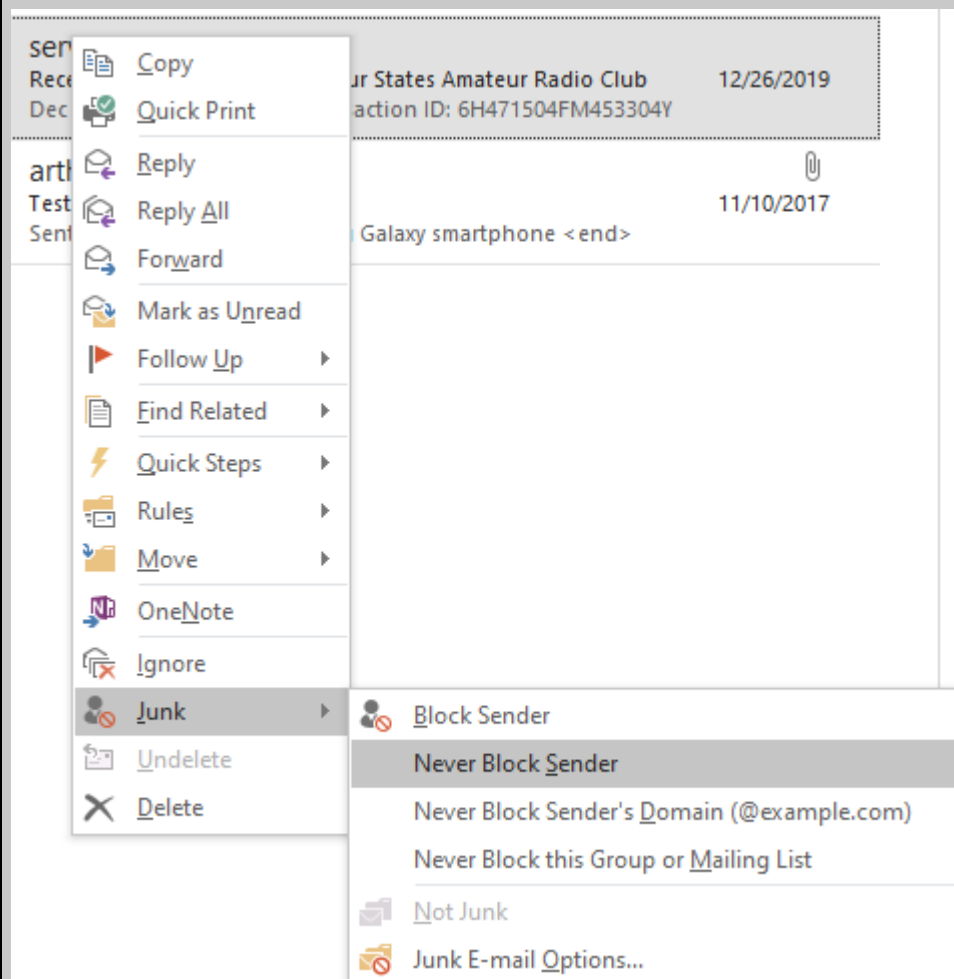 ser
Rece ur States Amateur Radio Club 12/26/2019
Dec action ID: 6H471504FM453304Y
art
Test 11/10/2017
Sent Galaxy smartphone <end>
Copy
Quick Print
Reply
Reply All
Forward
Mark as Unread
Follow Up
Find Related
Quick Steps
Rules
Move
OneNote
Ignore
Junk
Undelete
Delete
Block Sender
Never Block Sender
Never Block Sender's Domain (@example.com)
Never Block this Group or Mailing List
Not Junk
Junk E-mail Options...